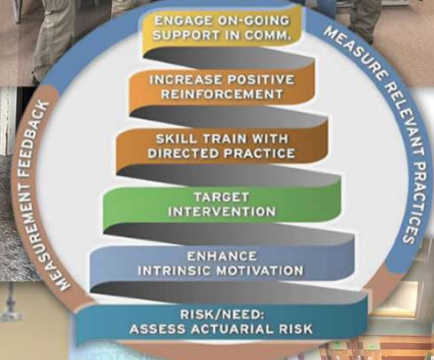 ENGAGE ON-GOING
SUPPORT IN COMM.
INCREASE POSITIVE
REINFORCEMENT
SKILL TRAIN WITH
DIRECTED PRACTICE
TARGET
INTERVENTION
ENHANCE
INTRINSIC MOTIVATION
RISK/NEED:
ASSESS ACTUARIAL RISK
MEASUREMENT FEEDBACK
MEASURE RELEVANT PRACTICES